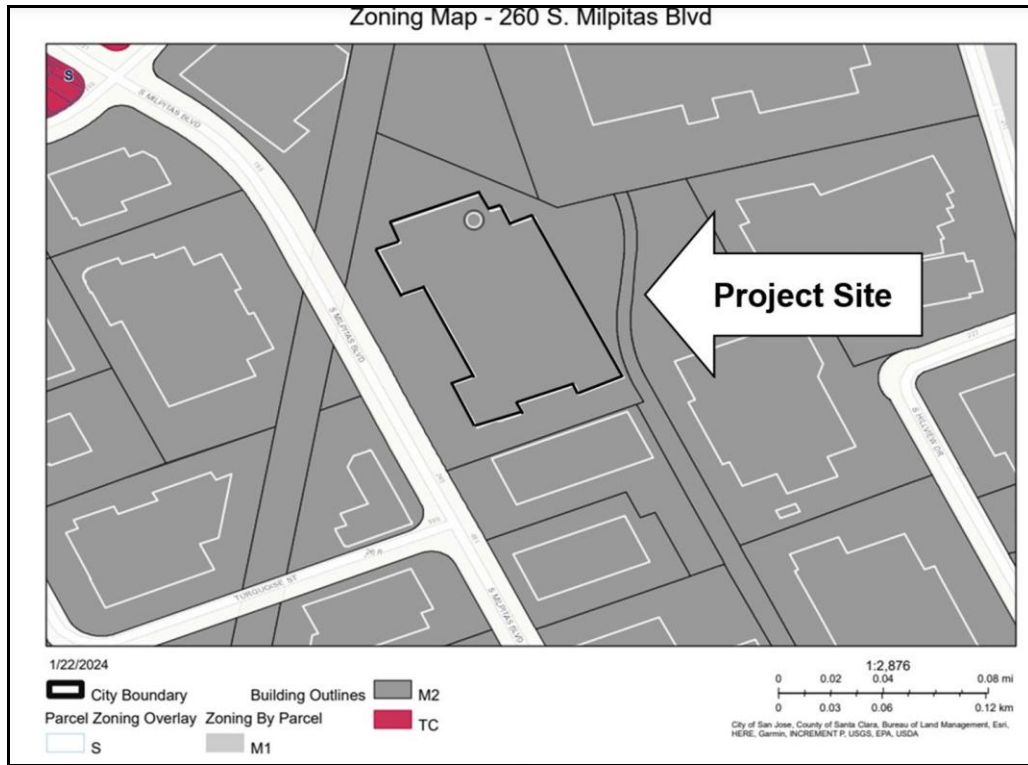 Zoning Map - 260 S. Milpitas Blvd
S
S MILPITAS BLVD
S MILPITAS BLVD
Project Site
S HILLVIEW DR
TURQUOISE ST
S MILPITAS BLVD
1/22/2024
City Boundary
Building Outlines
M2
Parcel Zoning Overlay
Zoning By Parcel
TC
S
M1
1:2,876
0 0.02 0.04 0.08 mi
0 0.03 0.06 0.12 km
City of San Jose, County of Santa Clara, Bureau of Land Management, Esri,
HERE, Garmin, INCREMENT P, USGS, EPA, USDA